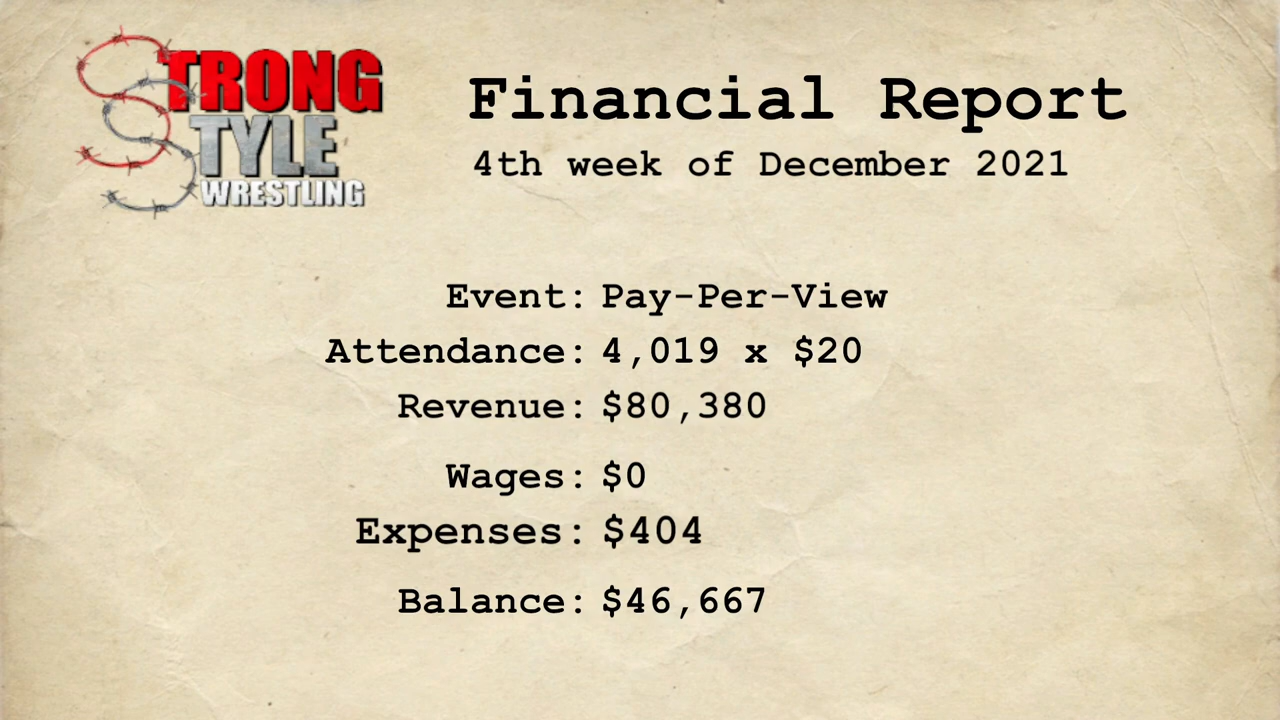 STRONG
STYLE
WRESTLING
Financial Report
4th week of December 2021
Event: Pay-Per-View
Attendance: 4,019 x $20
Revenue: $80,380
Wages: $0
Expenses: $404
Balance: $46,667